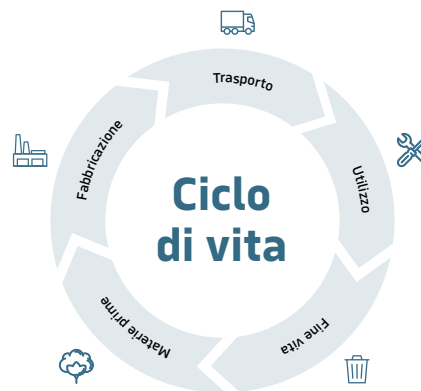 Ciclo
di vita
Trasporto
Utilizzo
Fine vita
Materie prime
Fabbricazione